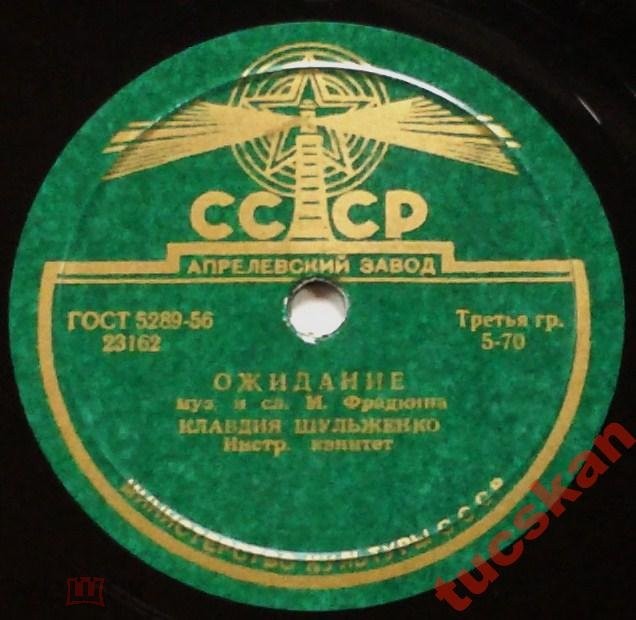 СССР
АПРЕЛЕВСКИЙ ЗАВОД
ГОСТ 5289-56
23162
Третья гр.
5-70
ОЖИДАНИЕ
муз. и сл. М. Фрадкина
КЛАВДИЯ ШУЛЬЖЕНКО
Инстр. квинтет
МИНИСТЕРСТВО КУЛЬТУРЫ СССР
tucskan